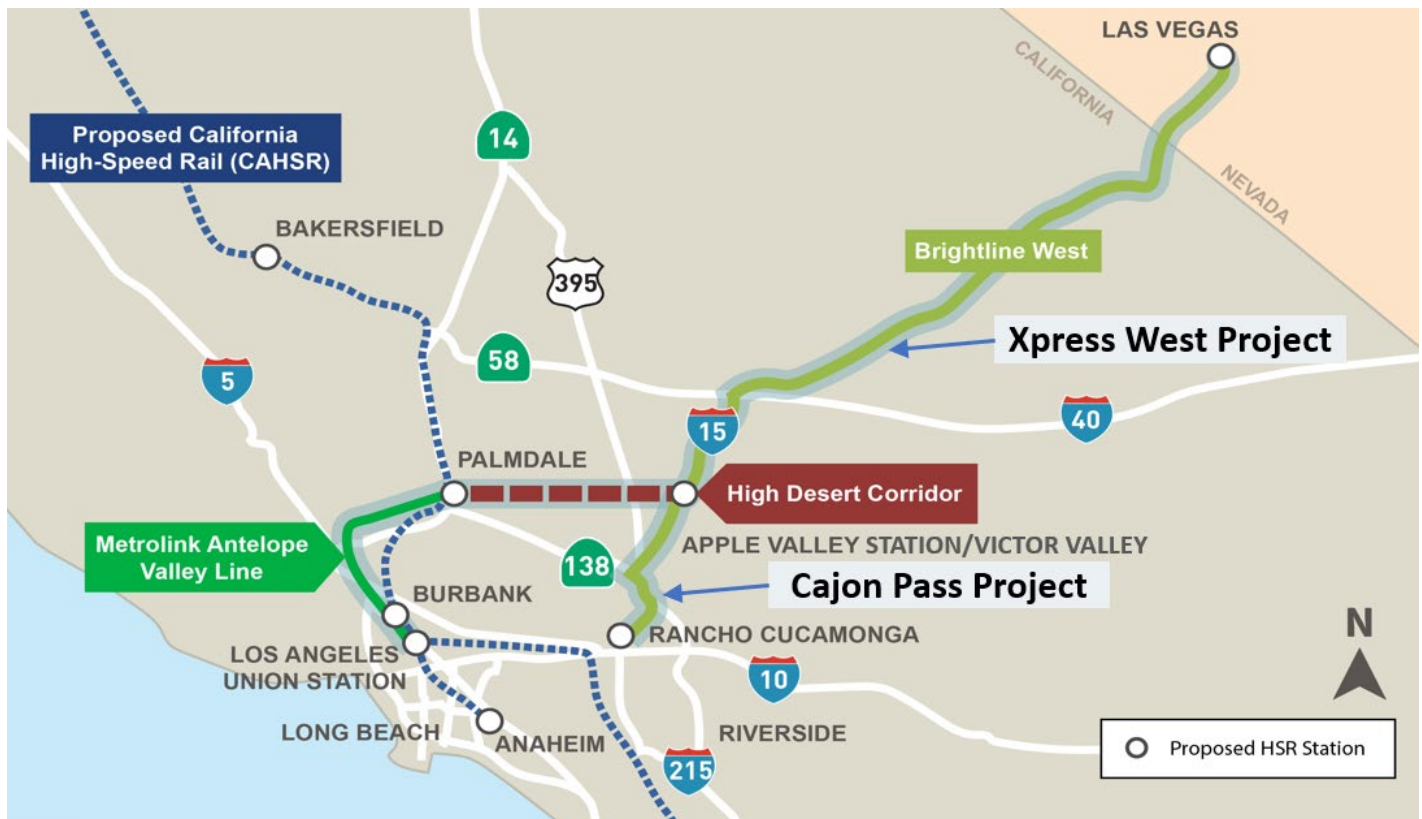 LAS VEGAS
CALIFORNIA
NEVADA
Proposed California
High-Speed Rail (CAHSR)
14
BAKERSFIELD
395
Brightline West
Xpress West Project
58
5
40
15
PALMDALE
High Desert Corridor
Metrolink Antelope
Valley Line
APPLE VALLEY STATION/VICTOR VALLEY
138
Cajon Pass Project
BURBANK
RANCHO CUCAMONGA
N
LOS ANGELES
UNION STATION
10
LONG BEACH
ANAHEIM
RIVERSIDE
215
Proposed HSR Station